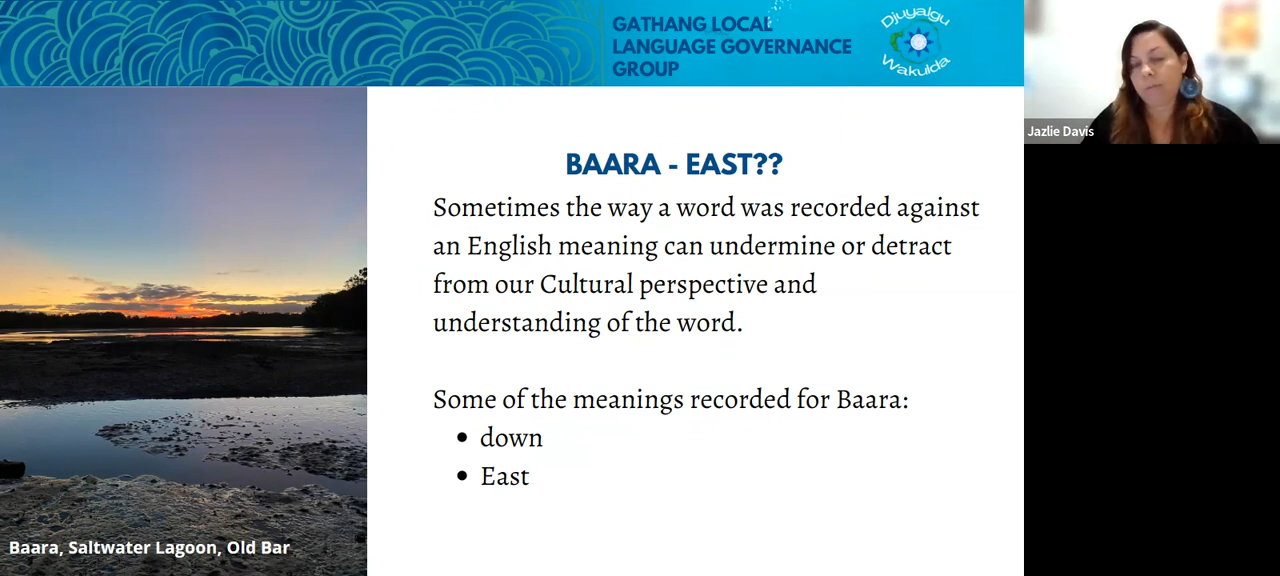 GATHANG LOCAL
LANGUAGE GOVERNANCE
GROUP
Djuyalgu
Wakulda
Jazlie Davis
BAARA - EAST??
Sometimes the way a word was recorded against
an English meaning can undermine or detract
from our Cultural perspective and
understanding of the word.
Some of the meanings recorded for Baara:
• down
• East
Baara, Saltwater Lagoon, Old Bar